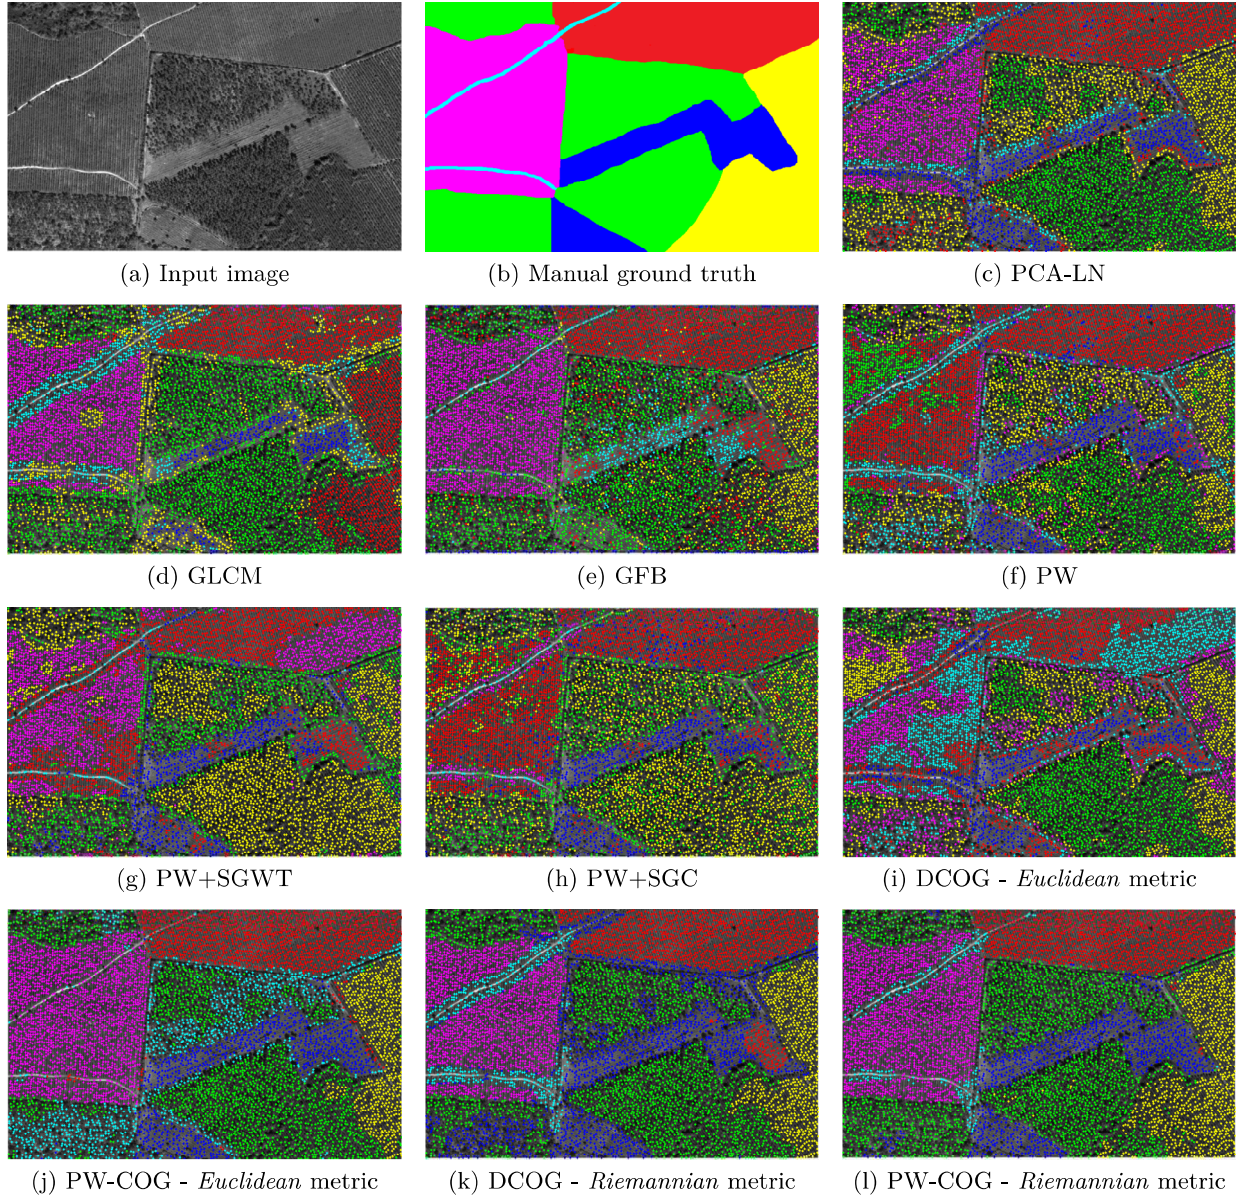 (a) Input image
(b) Manual ground truth
(c) PCA-LN
(d) GLCM
(e) GFB
(f) PW
(g) PW+SGWT
(h) PW+SGC
(i) DCOG - Euclidean metric
(j) PW-COG - Euclidean metric
(k) DCOG - Riemannian metric
(l) PW-COG - Riemannian metric